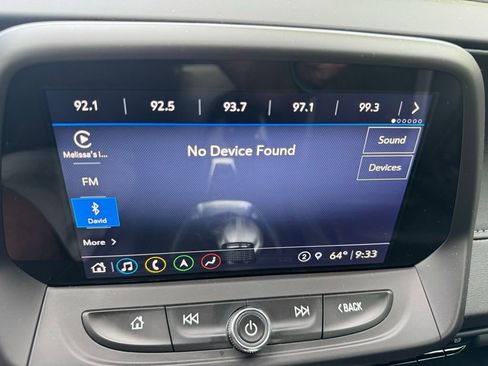 92.1 92.5 93.7 97.1 99.3
Melissa's i...
No Device Found
Sound
FM
Devices
David
More
2 64° 9:33
BACK